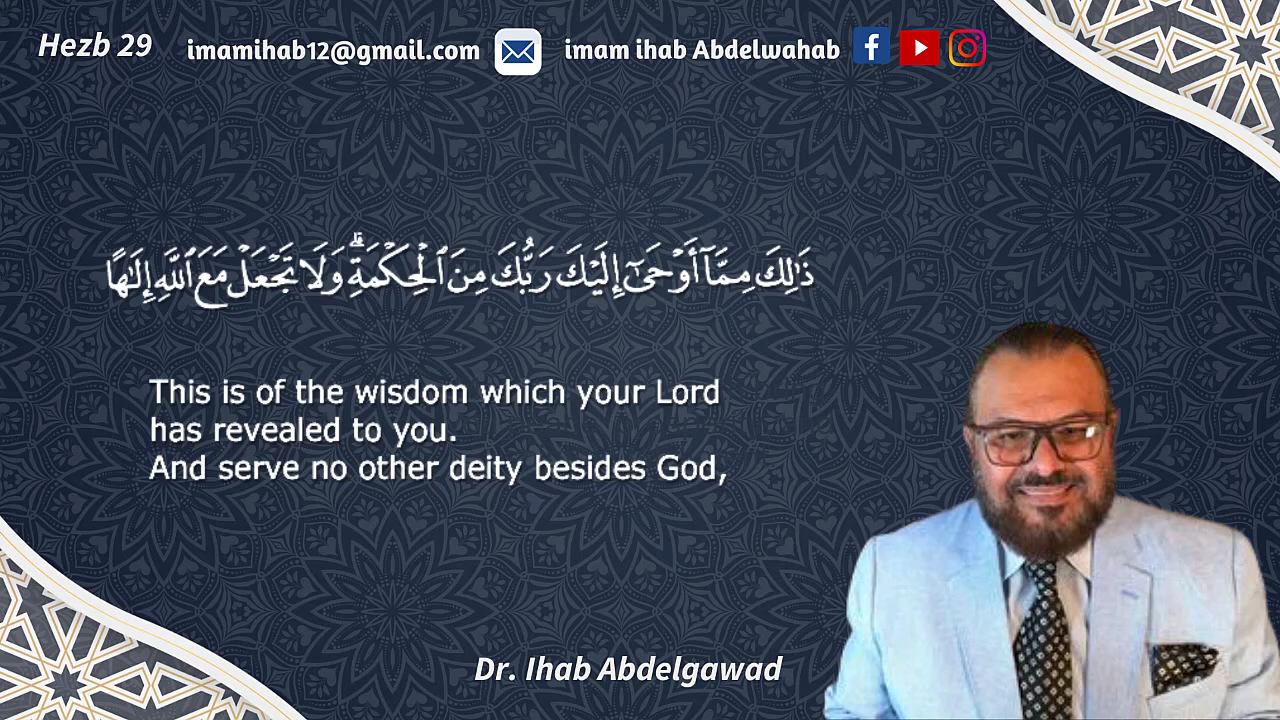 Hezb 29
imamihab12@gmail.com
imam ihab Abdelwahab
ذَٰلِكَ مِمَّآ أَوْحَىٰٓ إِلَيْكَ رَبُّكَ مِنَ ٱلْحِكْمَةِ ۗ وَلَا تَجْعَلْ مَعَ ٱللَّهِ إِلَٰهًا
This is of the wisdom which your Lord
has revealed to you.
And serve no other deity besides God,
Dr. Ihab Abdelgawad